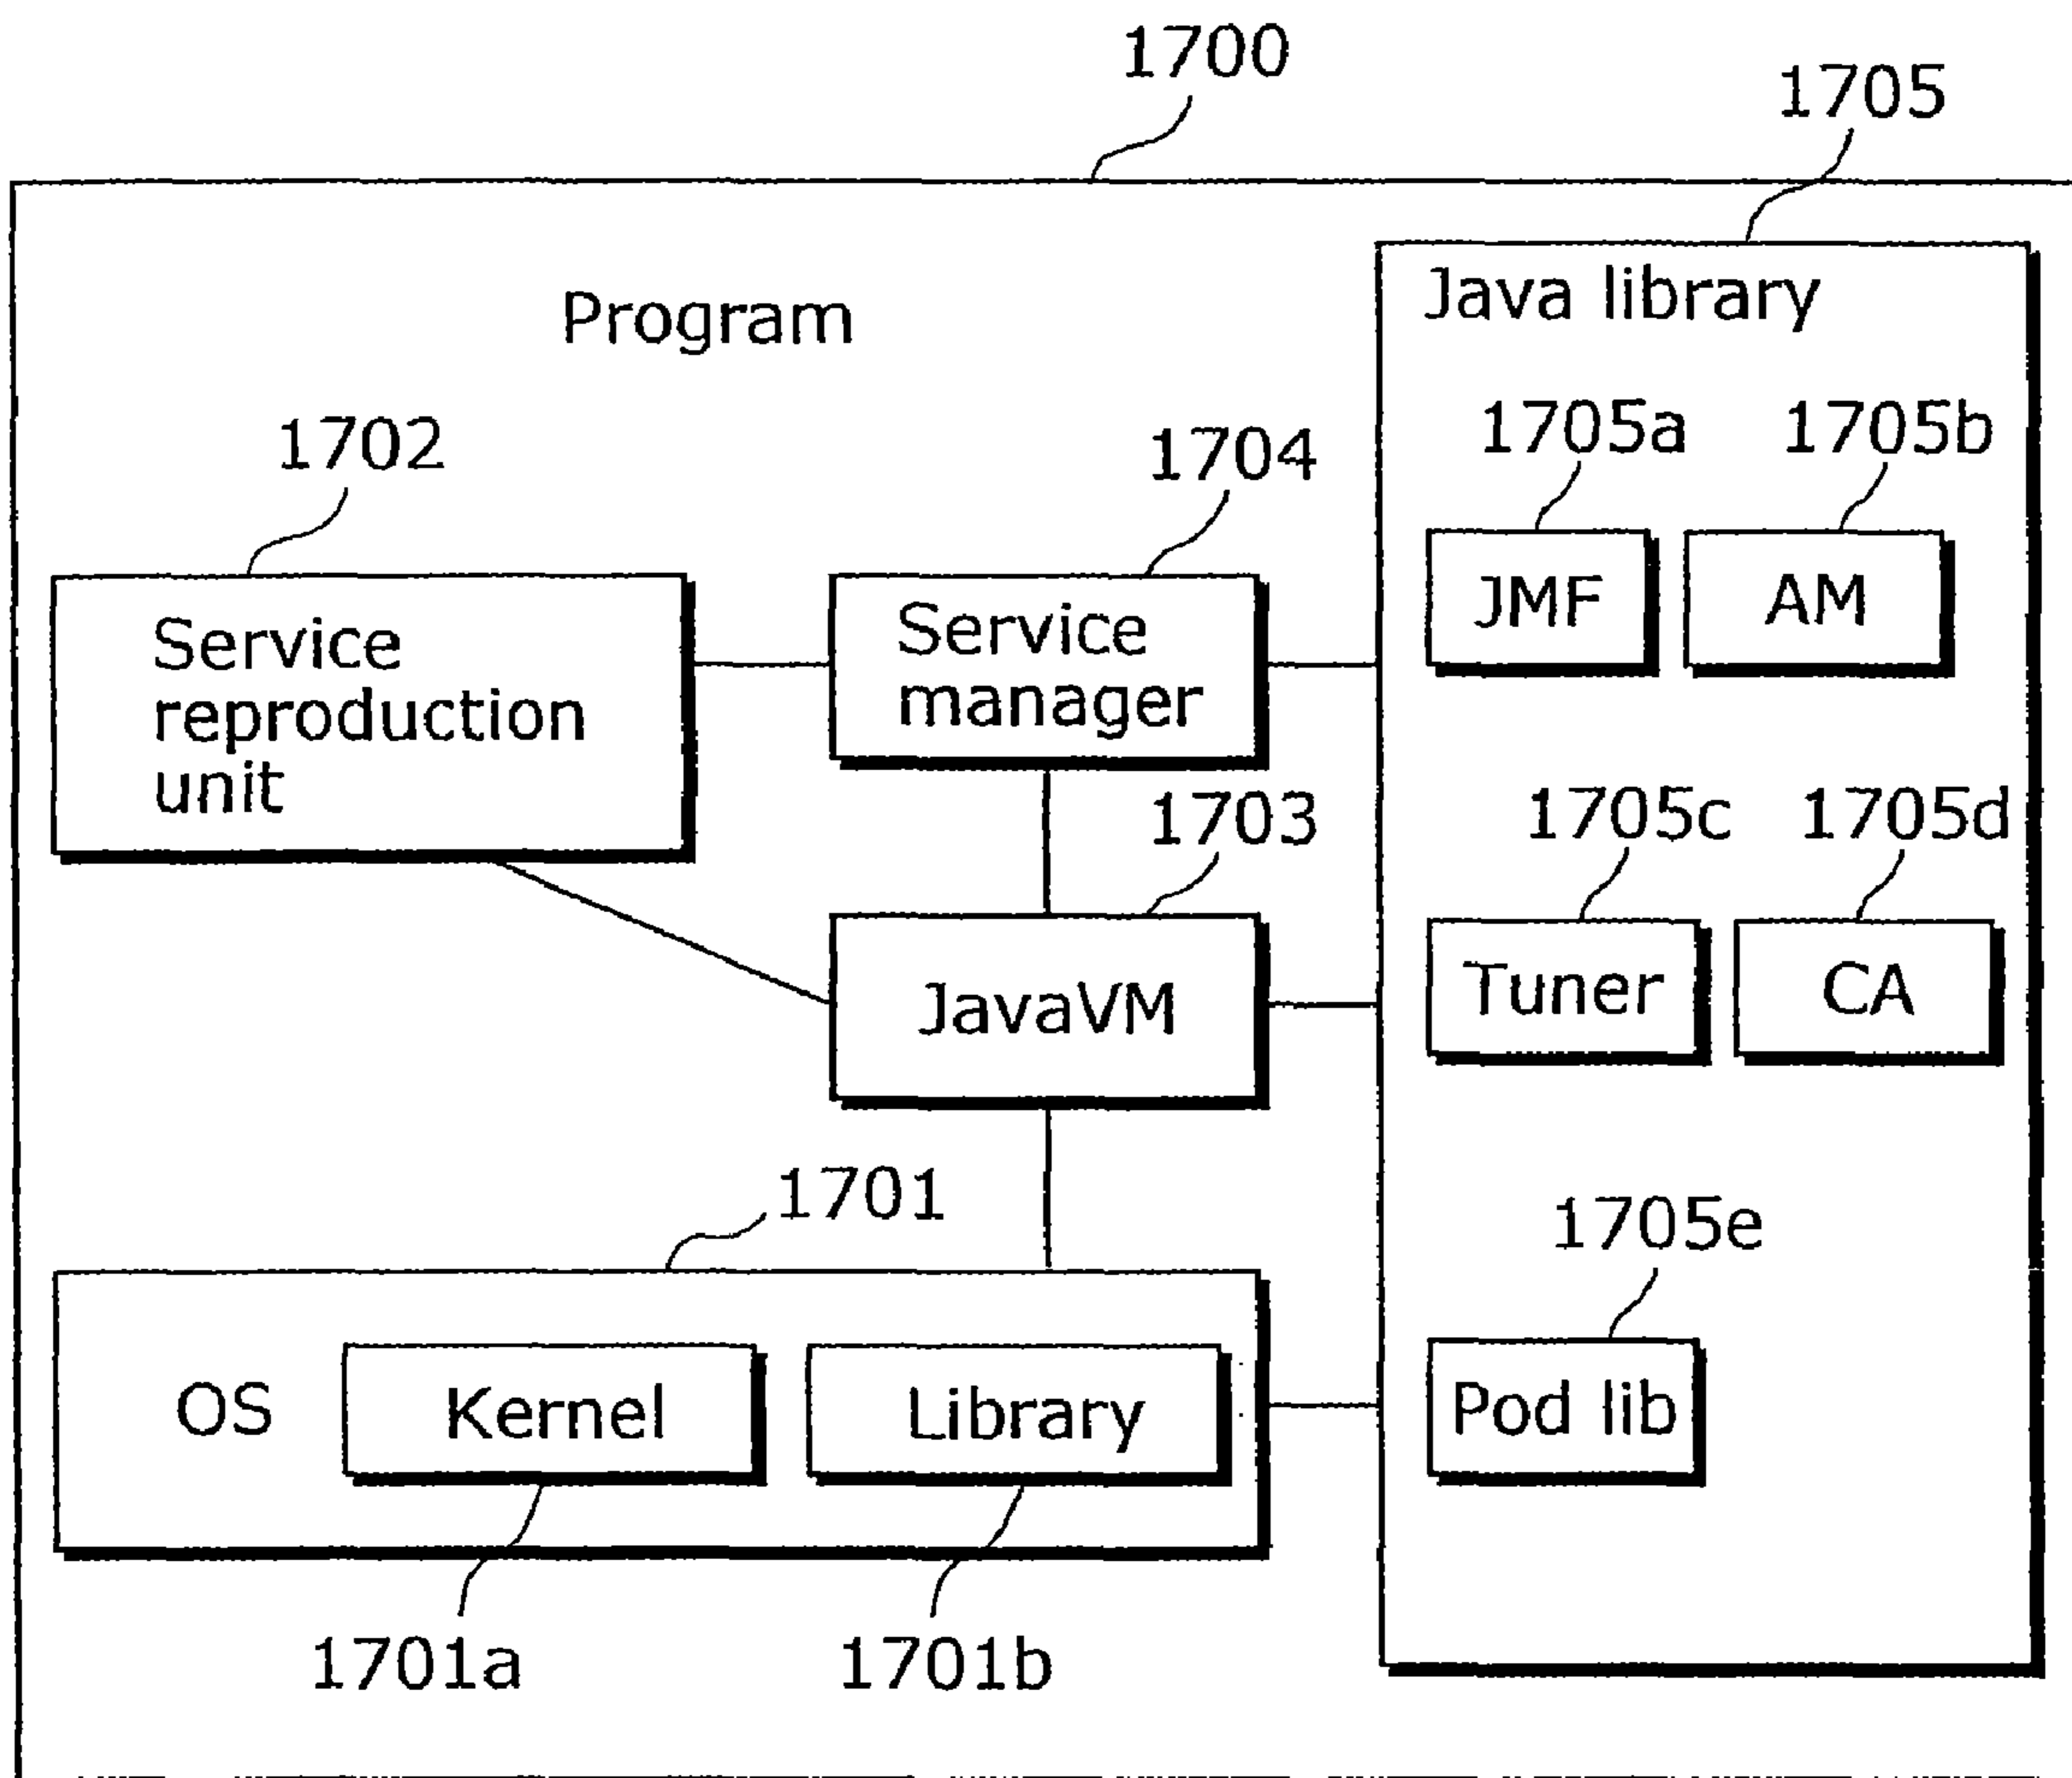 1700
1705
Program
Java library
1702
1704
1705a
1705b
JMF
AM
Service
reproduction
unit
Service
manager
1703
1705c
1705d
JavaVM
Tuner
CA
1701
1705e
OS
Kernel
Library
Pod lib
1701a
1701b